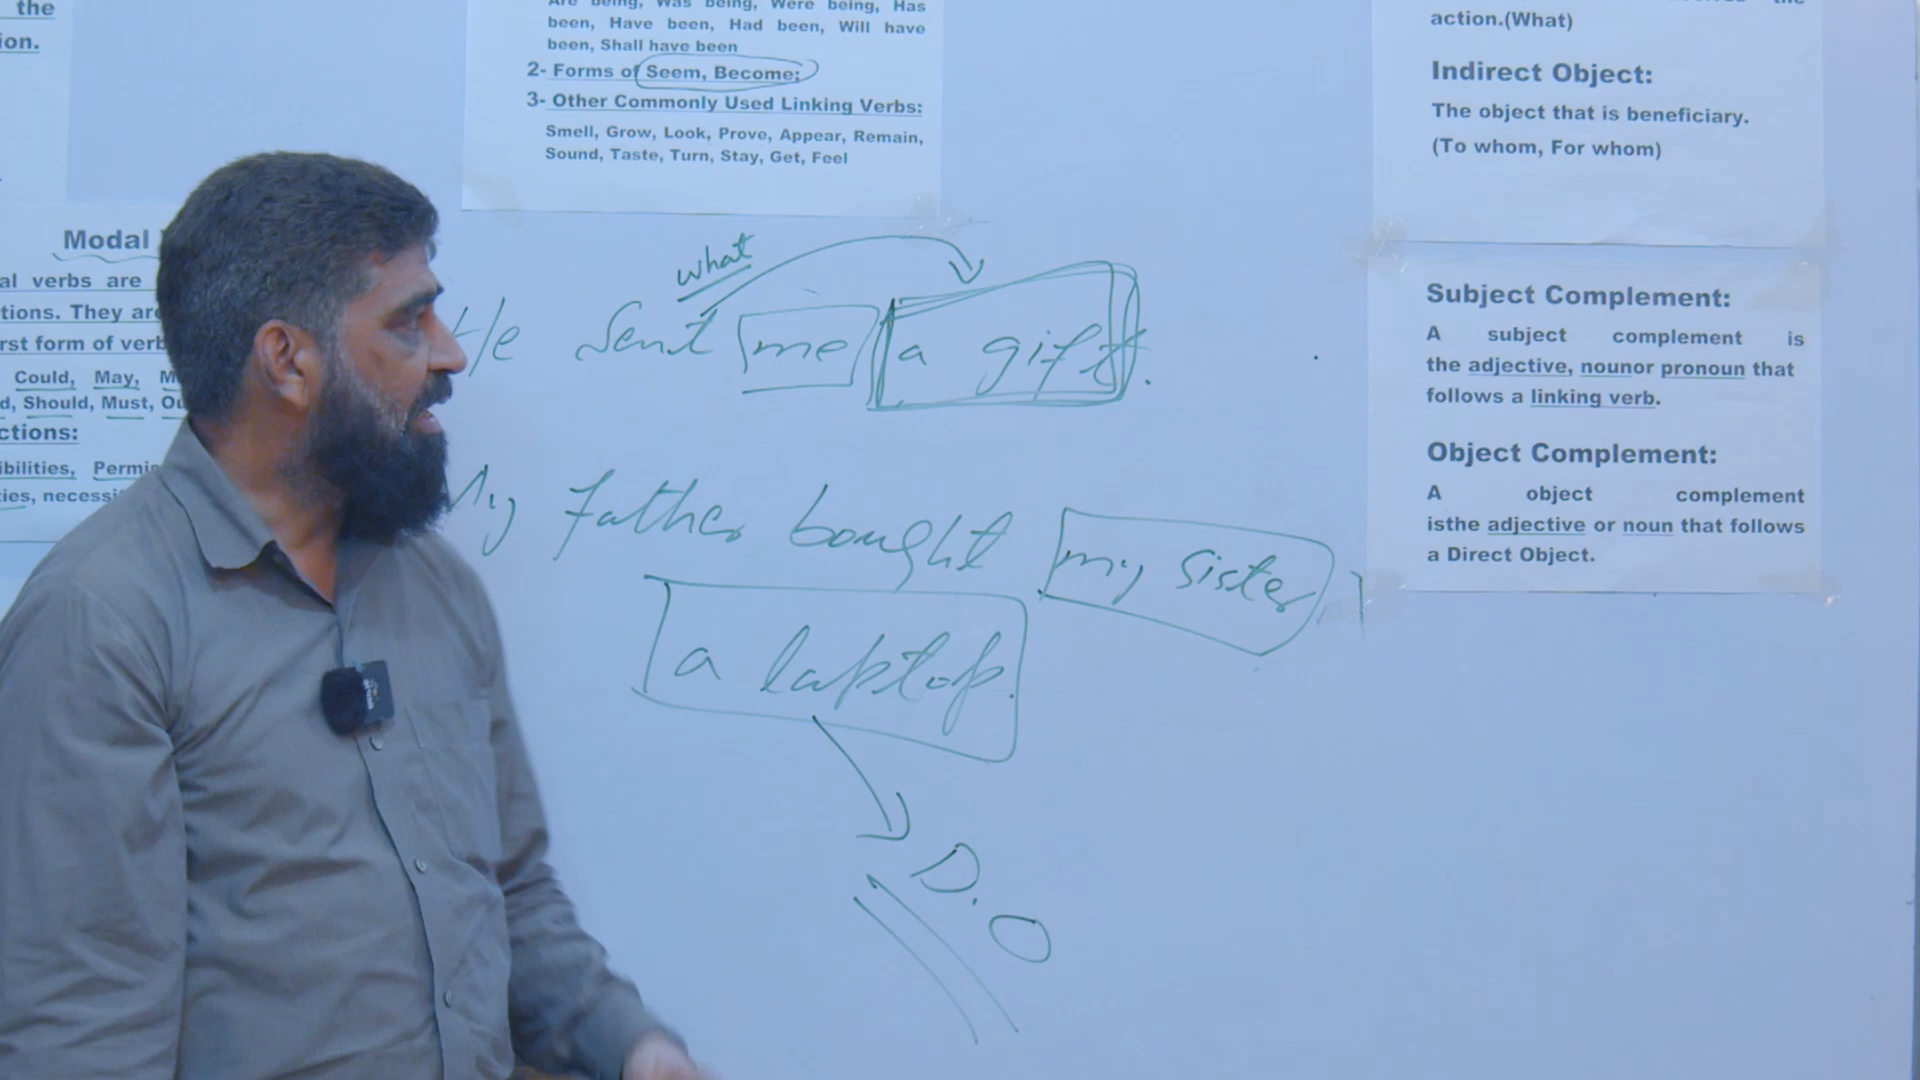 the
ion.
Modal
al verbs are
tions. They are
rst form of verb
Could, May,
d, Should, Must,
ctions:
ibilities,
ies,
Are being, Was being, Were being, Has
been, Have been, Had been, Will have
been, Shall have been
2- Forms of Seem, Become;
3- Other Commonly Used Linking Verbs:
Smell, Grow, Look, Prove, Appear, Remain,
Sound, Taste, Turn, Stay, Get, Feel
what
He Sent me a gift.
My father bought my sister
a laptop.
D.O
action.(What)
Indirect Object:
The object that is beneficiary.
(To whom, For whom)
Subject Complement:
A subject complement is
the adjective, nounor pronoun that
follows a linking verb.
Object Complement:
A object complement
isthe adjective or noun that follows
a Direct Object.